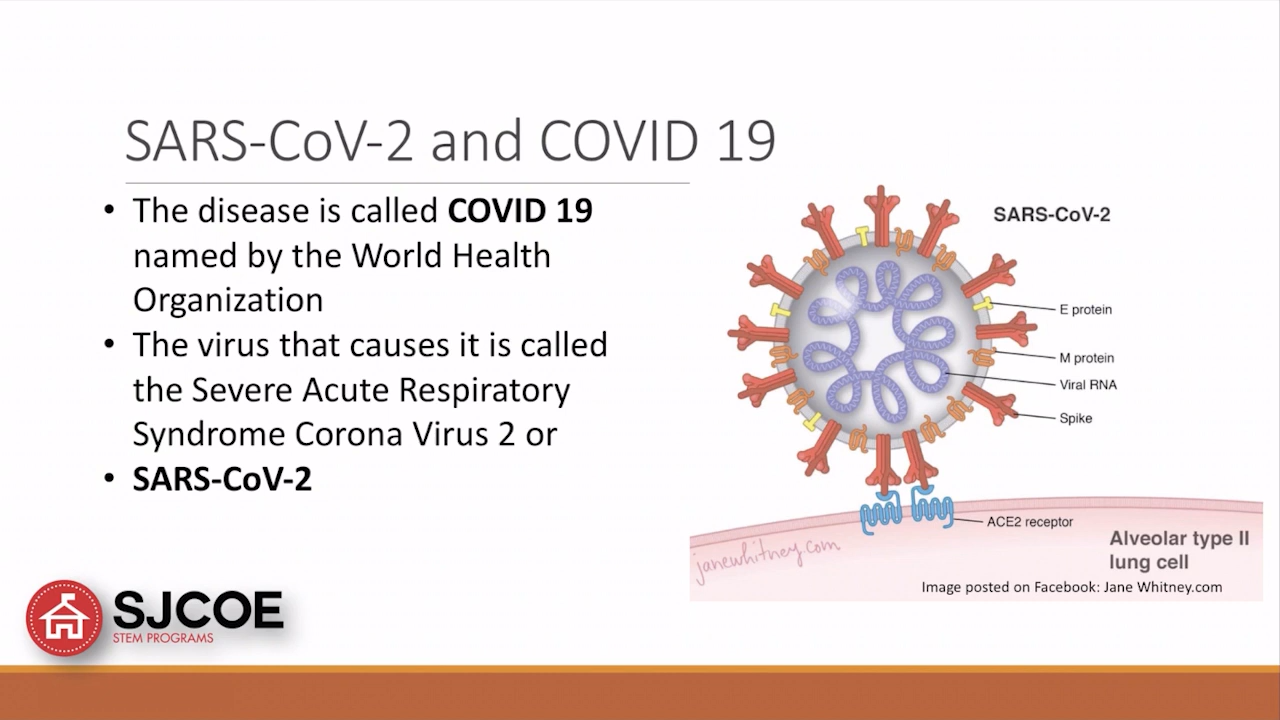 SARS-CoV-2 and COVID 19
• The disease is called COVID 19
named by the World Health
Organization
• The virus that causes it is called
the Severe Acute Respiratory
Syndrome Corona Virus 2 or
• SARS-CoV-2
SARS-CoV-2
E protein
M protein
Viral RNA
Spike
ACE2 receptor
Alveolar type II
lung cell
janewhitney.com
Image posted on Facebook: Jane Whitney.com
SJCOE
STEM PROGRAMS